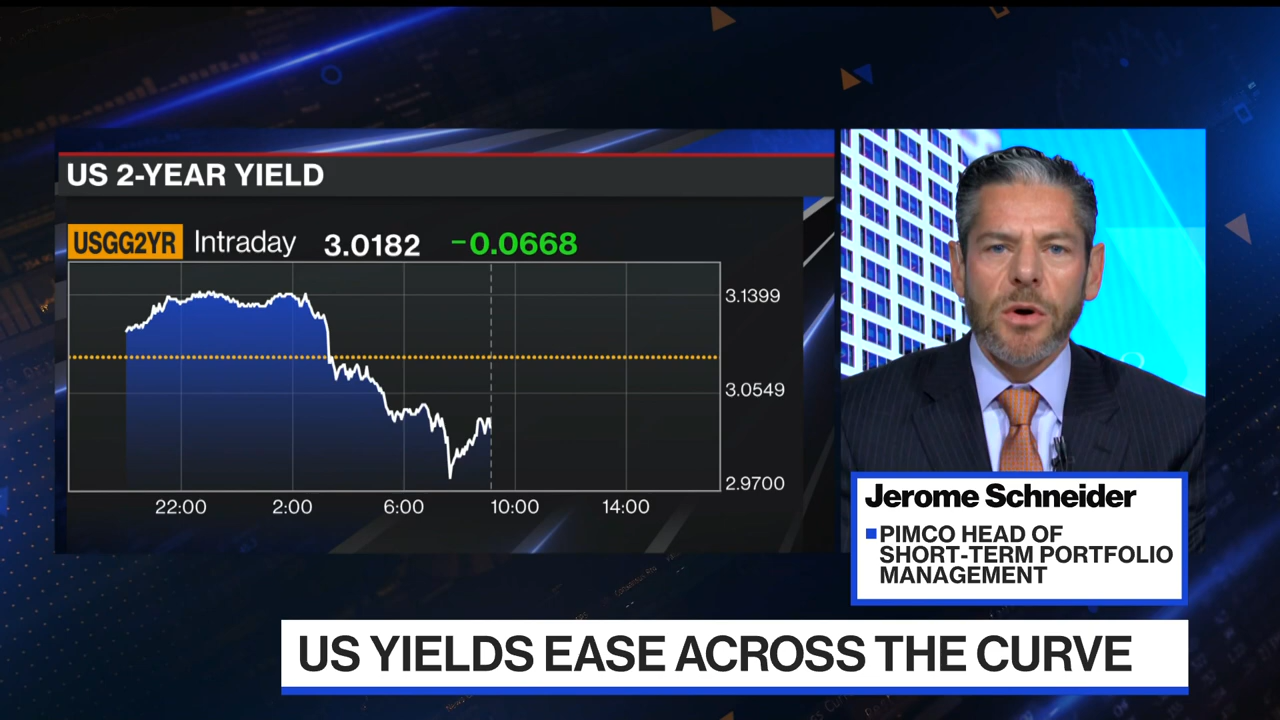 US 2-YEAR YIELD
USGG2YR Intraday 3.0182 -0.0668
3.1399
3.0549
2.9700
22:00 2:00 6:00 10:00 14:00
Jerome Schneider
PIMCO HEAD OF
SHORT-TERM PORTFOLIO
MANAGEMENT
US YIELDS EASE ACROSS THE CURVE